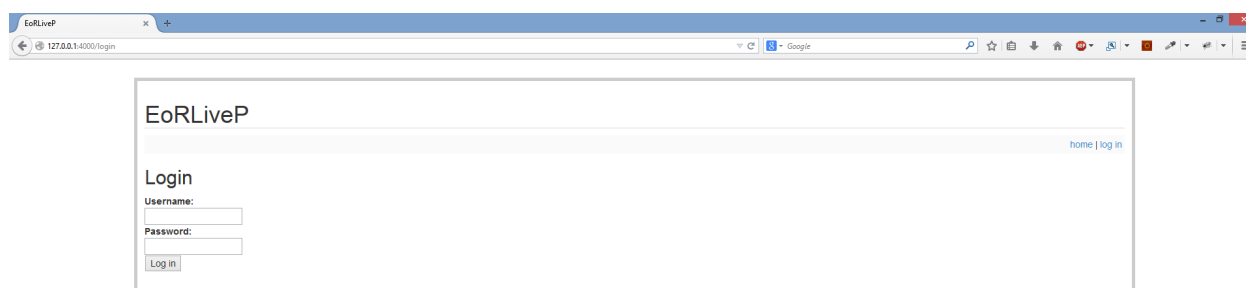 EoRLiveP
127.0.0.1:4000/login
Google
EoRLiveP
home | log in
Login
Username:
Password:
Log in